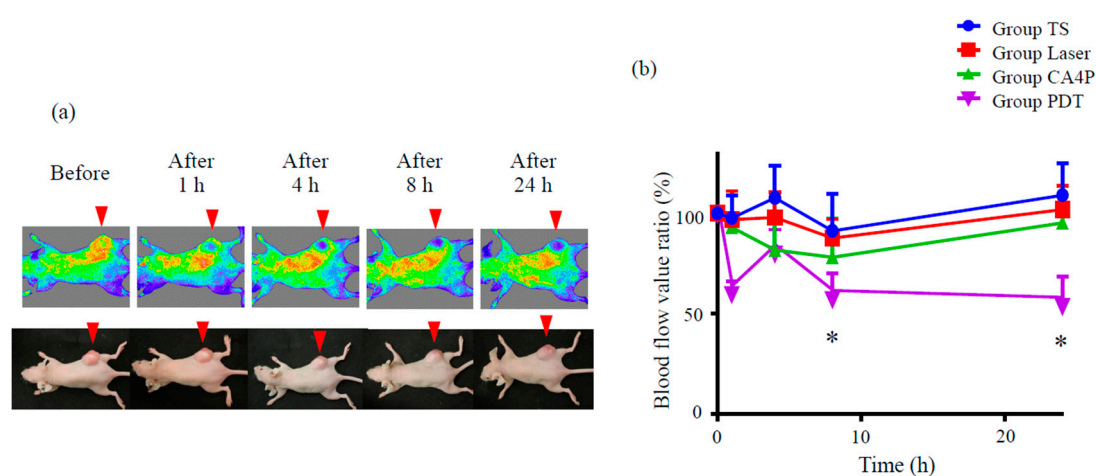 (a)
Before
After
1 h
After
4 h
After
8 h
After
24 h
(b)
Group TS
Group Laser
Group CA4P
Group PDT
Blood flow value ratio (%)
100
50
0
*
*
0
10
20
Time (h)